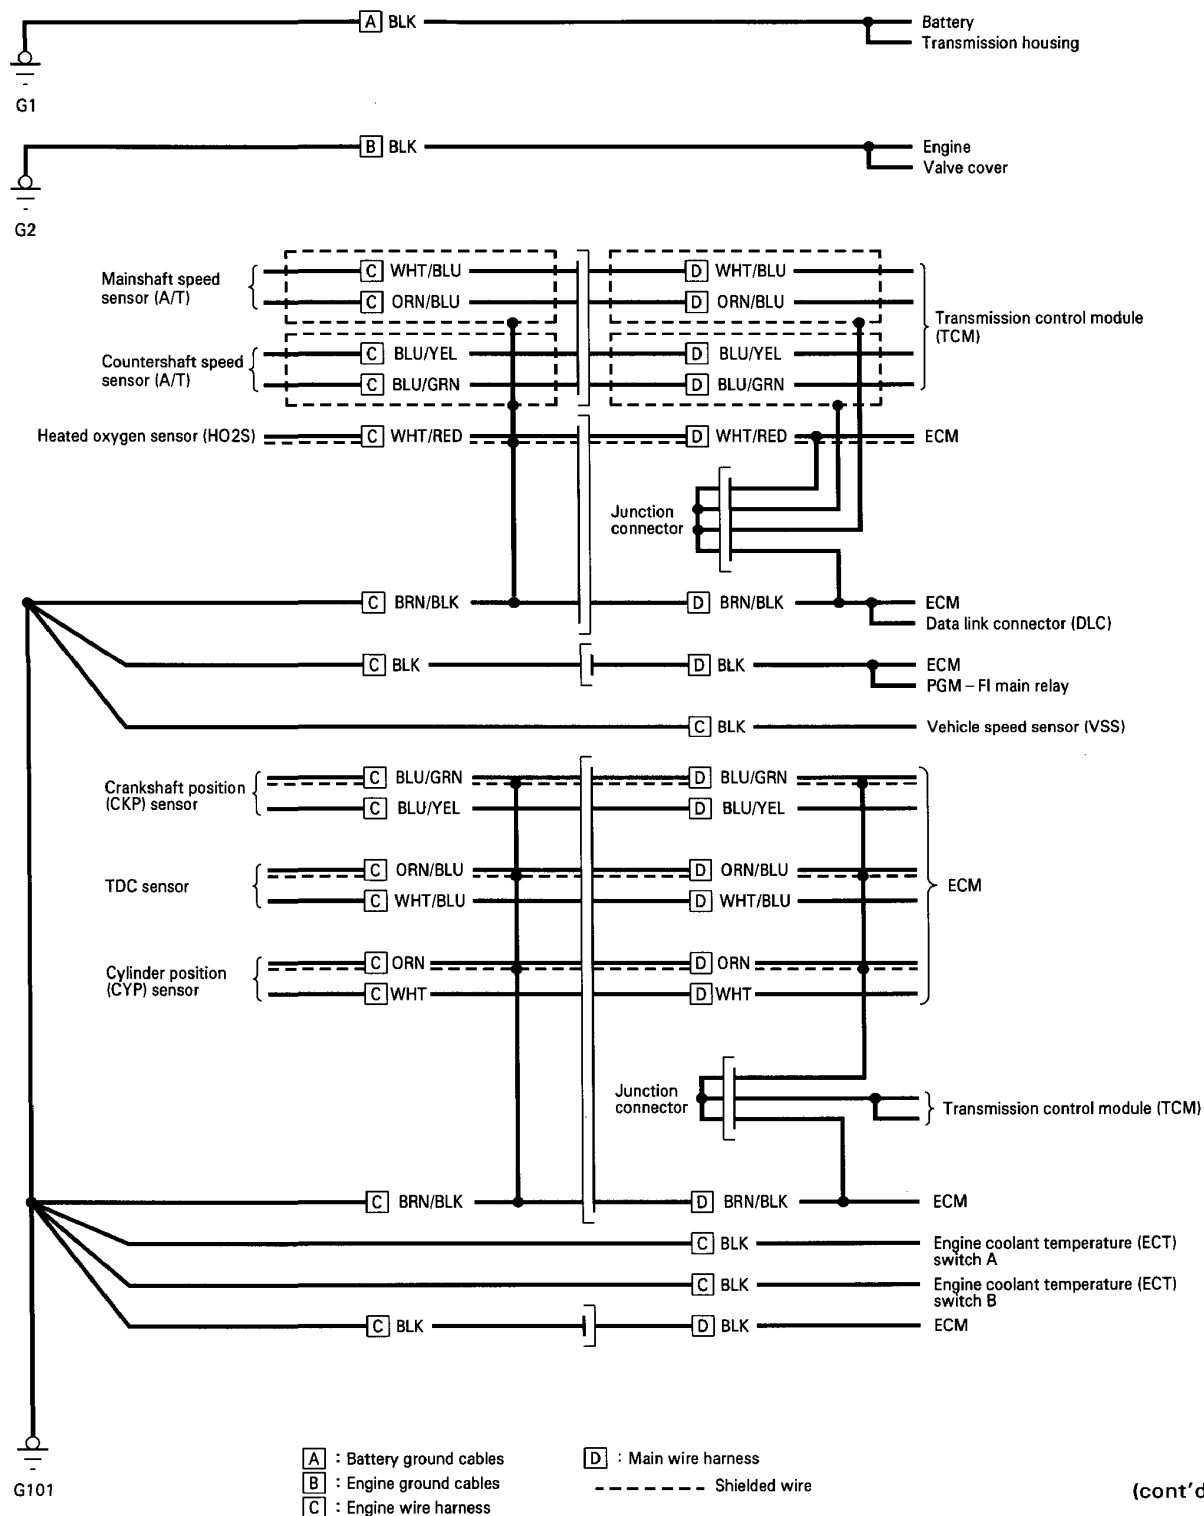 A BLK Battery
Transmission housing
G1
B BLK Engine
Valve cover
G2
Mainshaft speed
sensor (A/T)
C WHT/BLU D WHT/BLU
C ORN/BLU D ORN/BLU
Transmission control module
(TCM)
Countershaft speed
sensor (A/T)
C BLU/YEL D BLU/YEL
C BLU/GRN D BLU/GRN
Heated oxygen sensor (HO2S) C WHT/RED D WHT/RED ECM
Junction
connector
C BRN/BLK D BRN/BLK ECM
Data link connector (DLC)
C BLK D BLK ECM
PGM – FI main relay
C BLK Vehicle speed sensor (VSS)
Crankshaft position
(CKP) sensor
C BLU/GRN D BLU/GRN
C BLU/YEL D BLU/YEL
TDC sensor
C ORN/BLU D ORN/BLU
C WHT/BLU D WHT/BLU
ECM
Cylinder position
(CYP) sensor
C ORN D ORN
C WHT D WHT
Junction
connector
Transmission control module (TCM)
C BRN/BLK D BRN/BLK ECM
C BLK Engine coolant temperature (ECT)
switch A
C BLK Engine coolant temperature (ECT)
switch B
C BLK D BLK ECM
G101
A : Battery ground cables
B : Engine ground cables
C : Engine wire harness
D : Main wire harness
Shielded wire
(cont'd